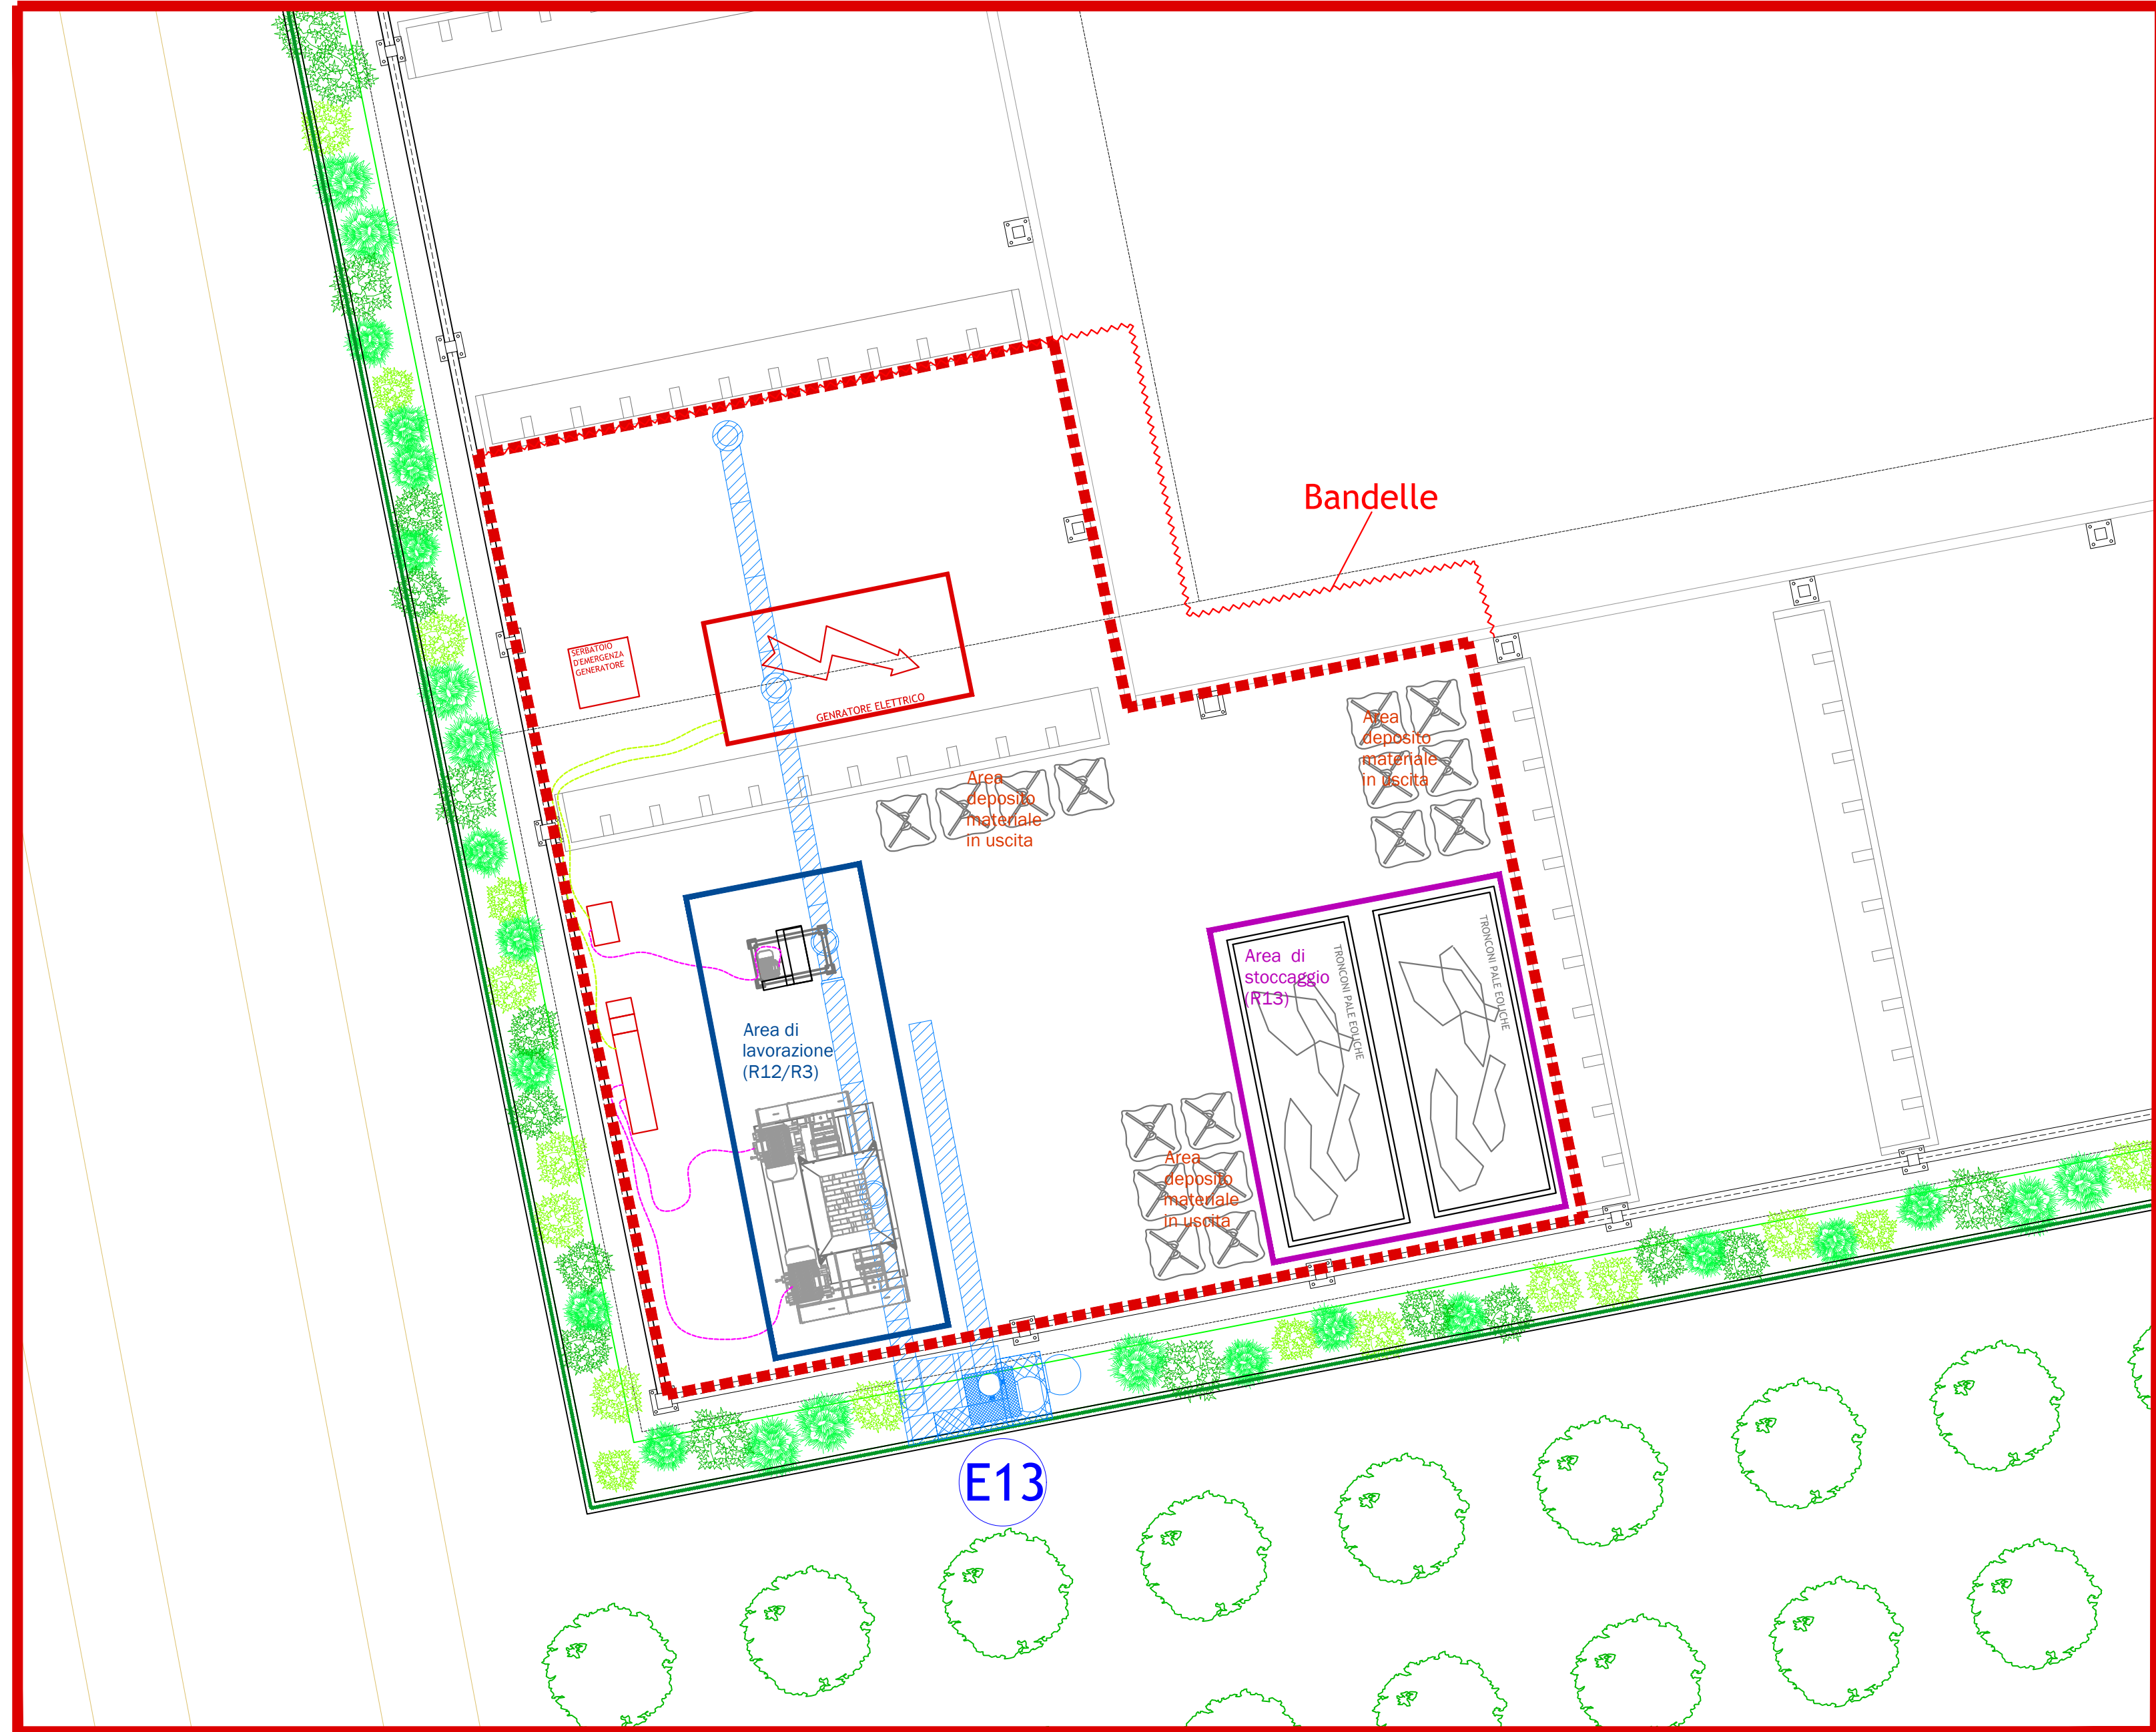 Bandelle
SERBATOIO
D'EMERGENZA
GENERATORE
GENRATORE ELETTRICO
Area
deposito
materiale
in uscita
Area
deposito
materiale
in uscita
Area di
stoccaggio
(R13)
TRONCONI PALE EOLICHE
TRONCONI PALE EOLICHE
Area di
lavorazione
(R12/R3)
Area
deposito
materiale
in uscita
E13